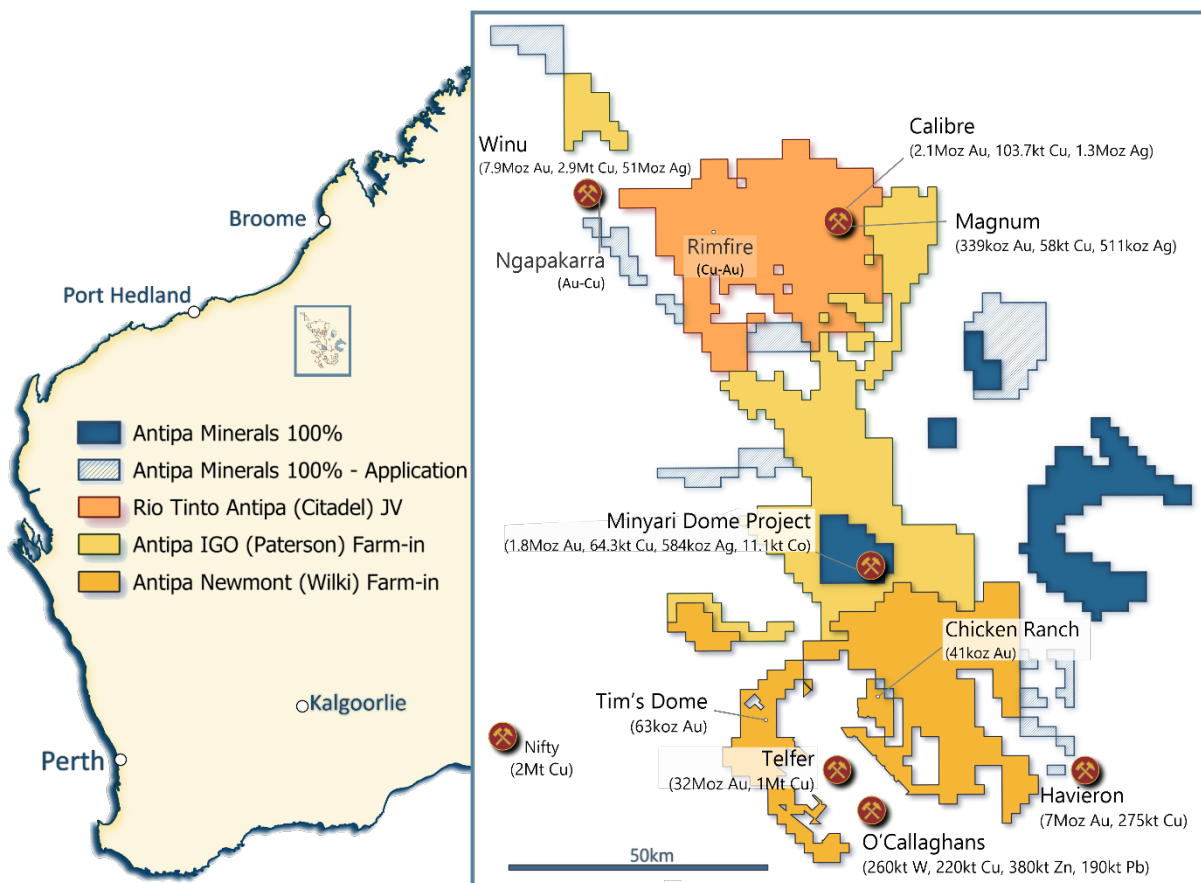 Broome
Port Hedland
Antipa Minerals 100%
Antipa Minerals 100% - Application
Rio Tinto Antipa (Citadel) JV
Antipa IGO (Paterson) Farm-in
Antipa Newmont (Wilki) Farm-in
Kalgoorlie
Perth
Calibre
(2.1Moz Au, 103.7kt Cu, 1.3Moz Ag)
Winu
(7.9Moz Au, 2.9Mt Cu, 51Moz Ag)
Magnum
(339koz Au, 58kt Cu, 511koz Ag)
Rimfire
(Cu-Au)
Ngapakarra
(Au-Cu)
Minyari Dome Project
(1.8Moz Au, 64.3kt Cu, 584koz Ag, 11.1kt Co)
Chicken Ranch
(41koz Au)
Tim's Dome
(63koz Au)
Nifty
(2Mt Cu)
Telfer
(32Moz Au, 1Mt Cu)
Havieron
(7Moz Au, 275kt Cu)
O'Callaghans
(260kt W, 220kt Cu, 380kt Zn, 190kt Pb)
50km